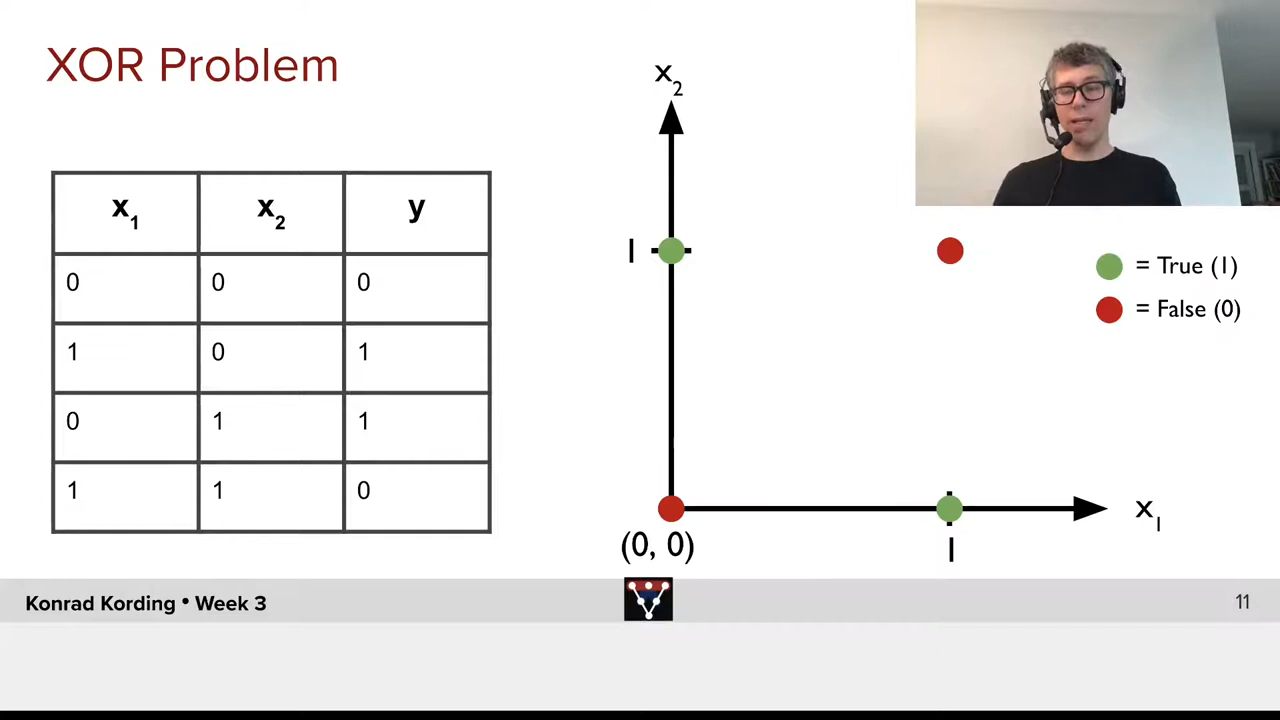 XOR Problem
x1 x2 y
0 0 0
1 0 1
0 1 1
1 1 0
x2
1
= True (1)
= False (0)
(0, 0)
1
x1
Konrad Kording • Week 3
11